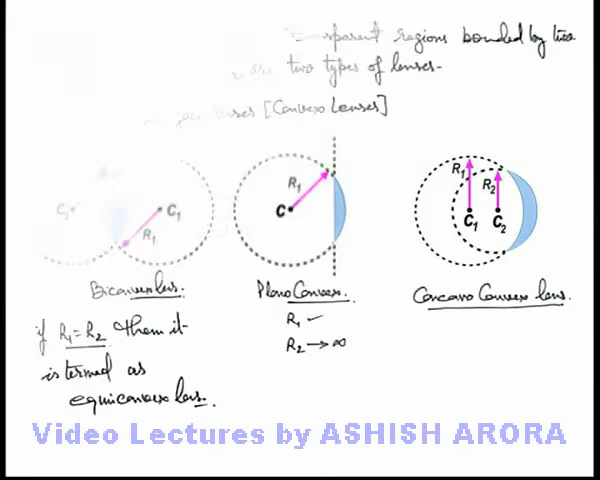 regions bounded by two
are two types of lenses-
lenses [Convexo Lenses]
R1
C1
R1
C
R1
R2
C1
C2
Biconvex lens.
Plano Convex.
Concavo Convex lens.
if R1 = R2 then it
is termed as
equiconvex lens.
R1
R2 → ∞
Video Lectures by ASHISH ARORA